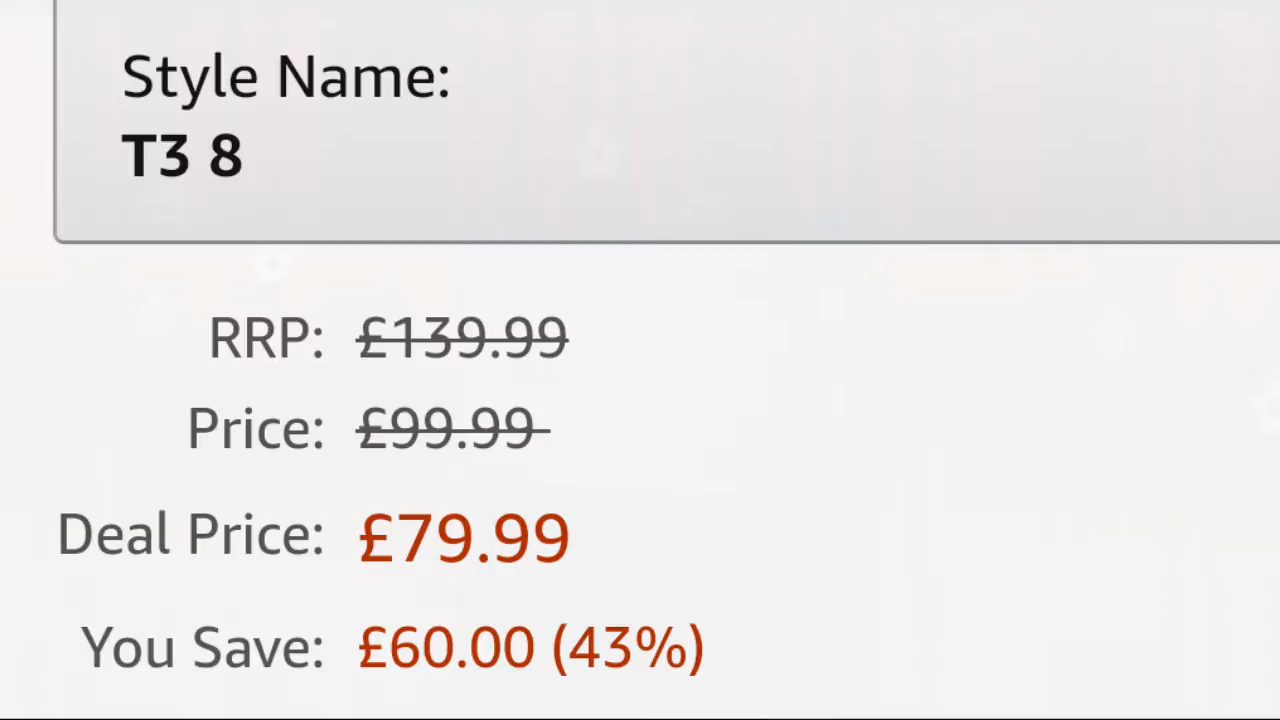 Style Name:
T3 8
RRP: £139.99
Price: £99.99
Deal Price: £79.99
You Save: £60.00 (43%)